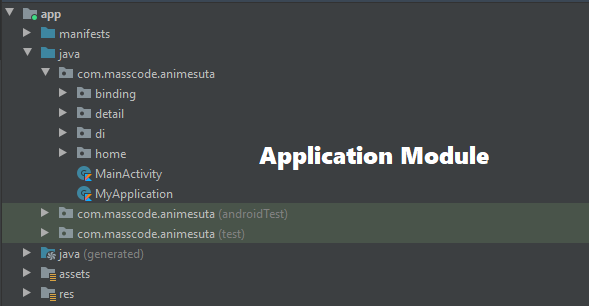 app
manifests
java
com.masscode.animesuta
binding
detail
di
home
Application Module
MainActivity
MyApplication
com.masscode.animesuta (androidTest)
com.masscode.animesuta (test)
java (generated)
assets
res